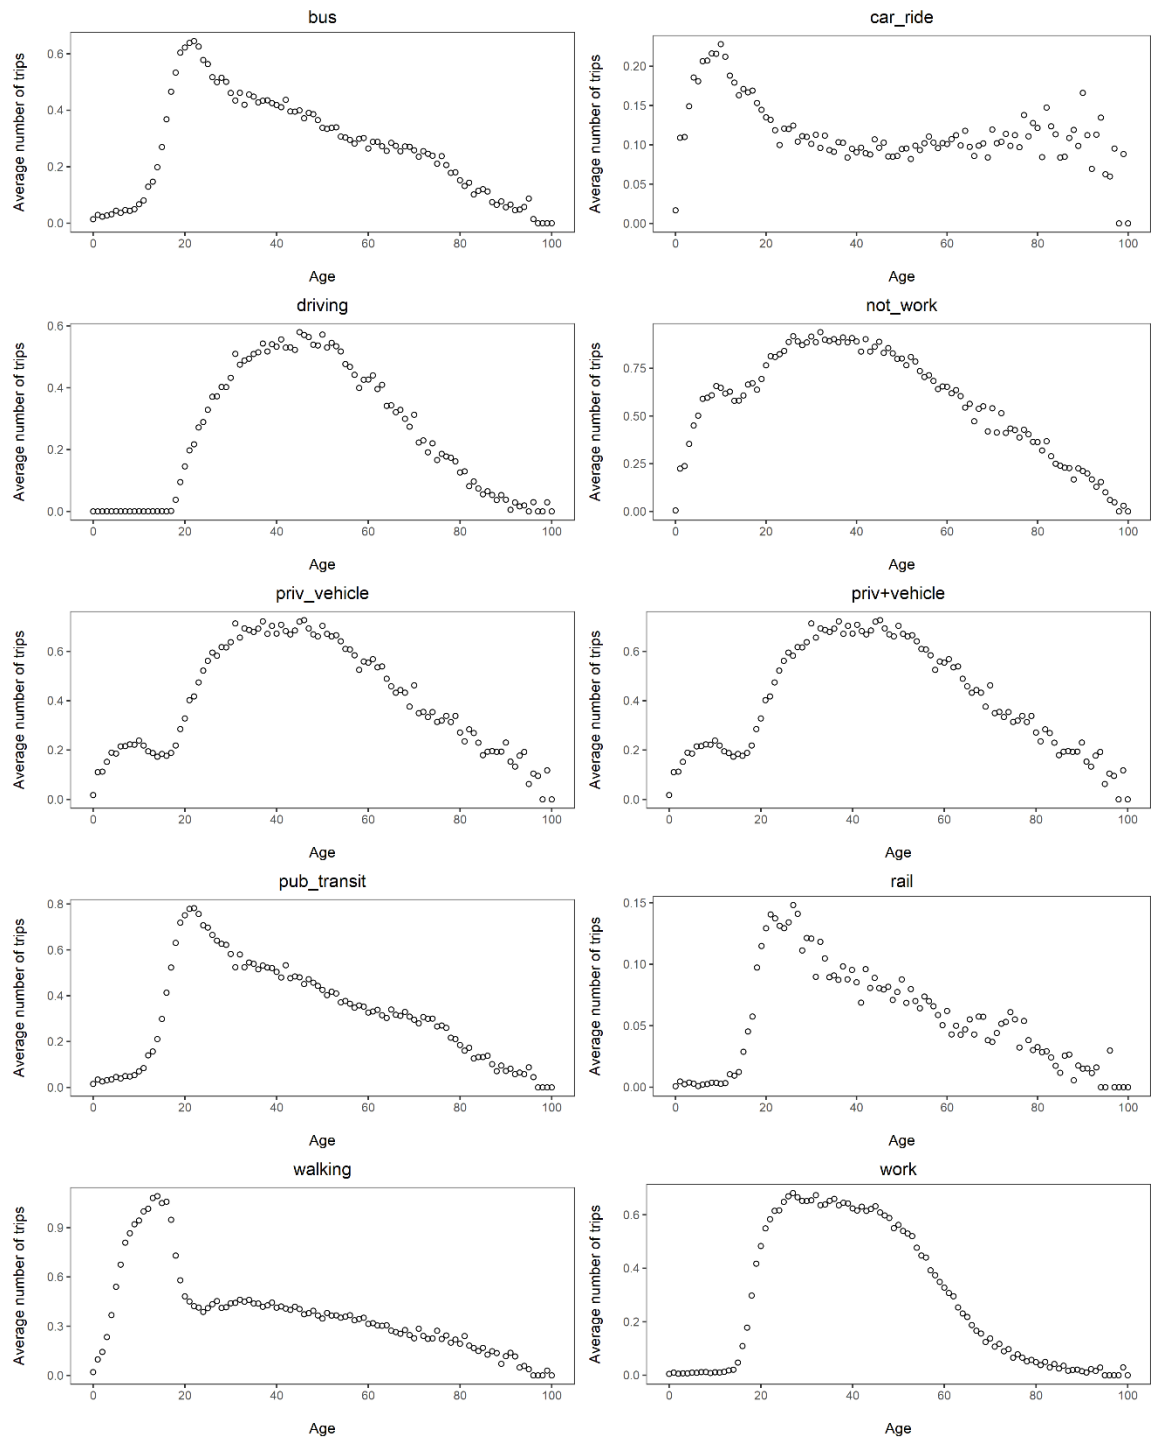 bus
Average number of trips
0.6
0.4
0.2
0.0
0 20 40 60 80 100
Age
car_ride
Average number of trips
0.20
0.15
0.10
0.05
0.00
0 20 40 60 80 100
Age
driving
Average number of trips
0.6
0.4
0.2
0.0
0 20 40 60 80 100
Age
not_work
Average number of trips
0.75
0.50
0.25
0.00
0 20 40 60 80 100
Age
priv_vehicle
Average number of trips
0.6
0.4
0.2
0.0
0 20 40 60 80 100
Age
priv+vehicle
Average number of trips
0.6
0.4
0.2
0.0
0 20 40 60 80 100
Age
pub_transit
Average number of trips
0.8
0.6
0.4
0.2
0.0
0 20 40 60 80 100
Age
rail
Average number of trips
0.15
0.10
0.05
0.00
0 20 40 60 80 100
Age
walking
Average number of trips
0.9
0.6
0.3
0.0
0 20 40 60 80 100
Age
work
Average number of trips
0.6
0.4
0.2
0.0
0 20 40 60 80 100
Age